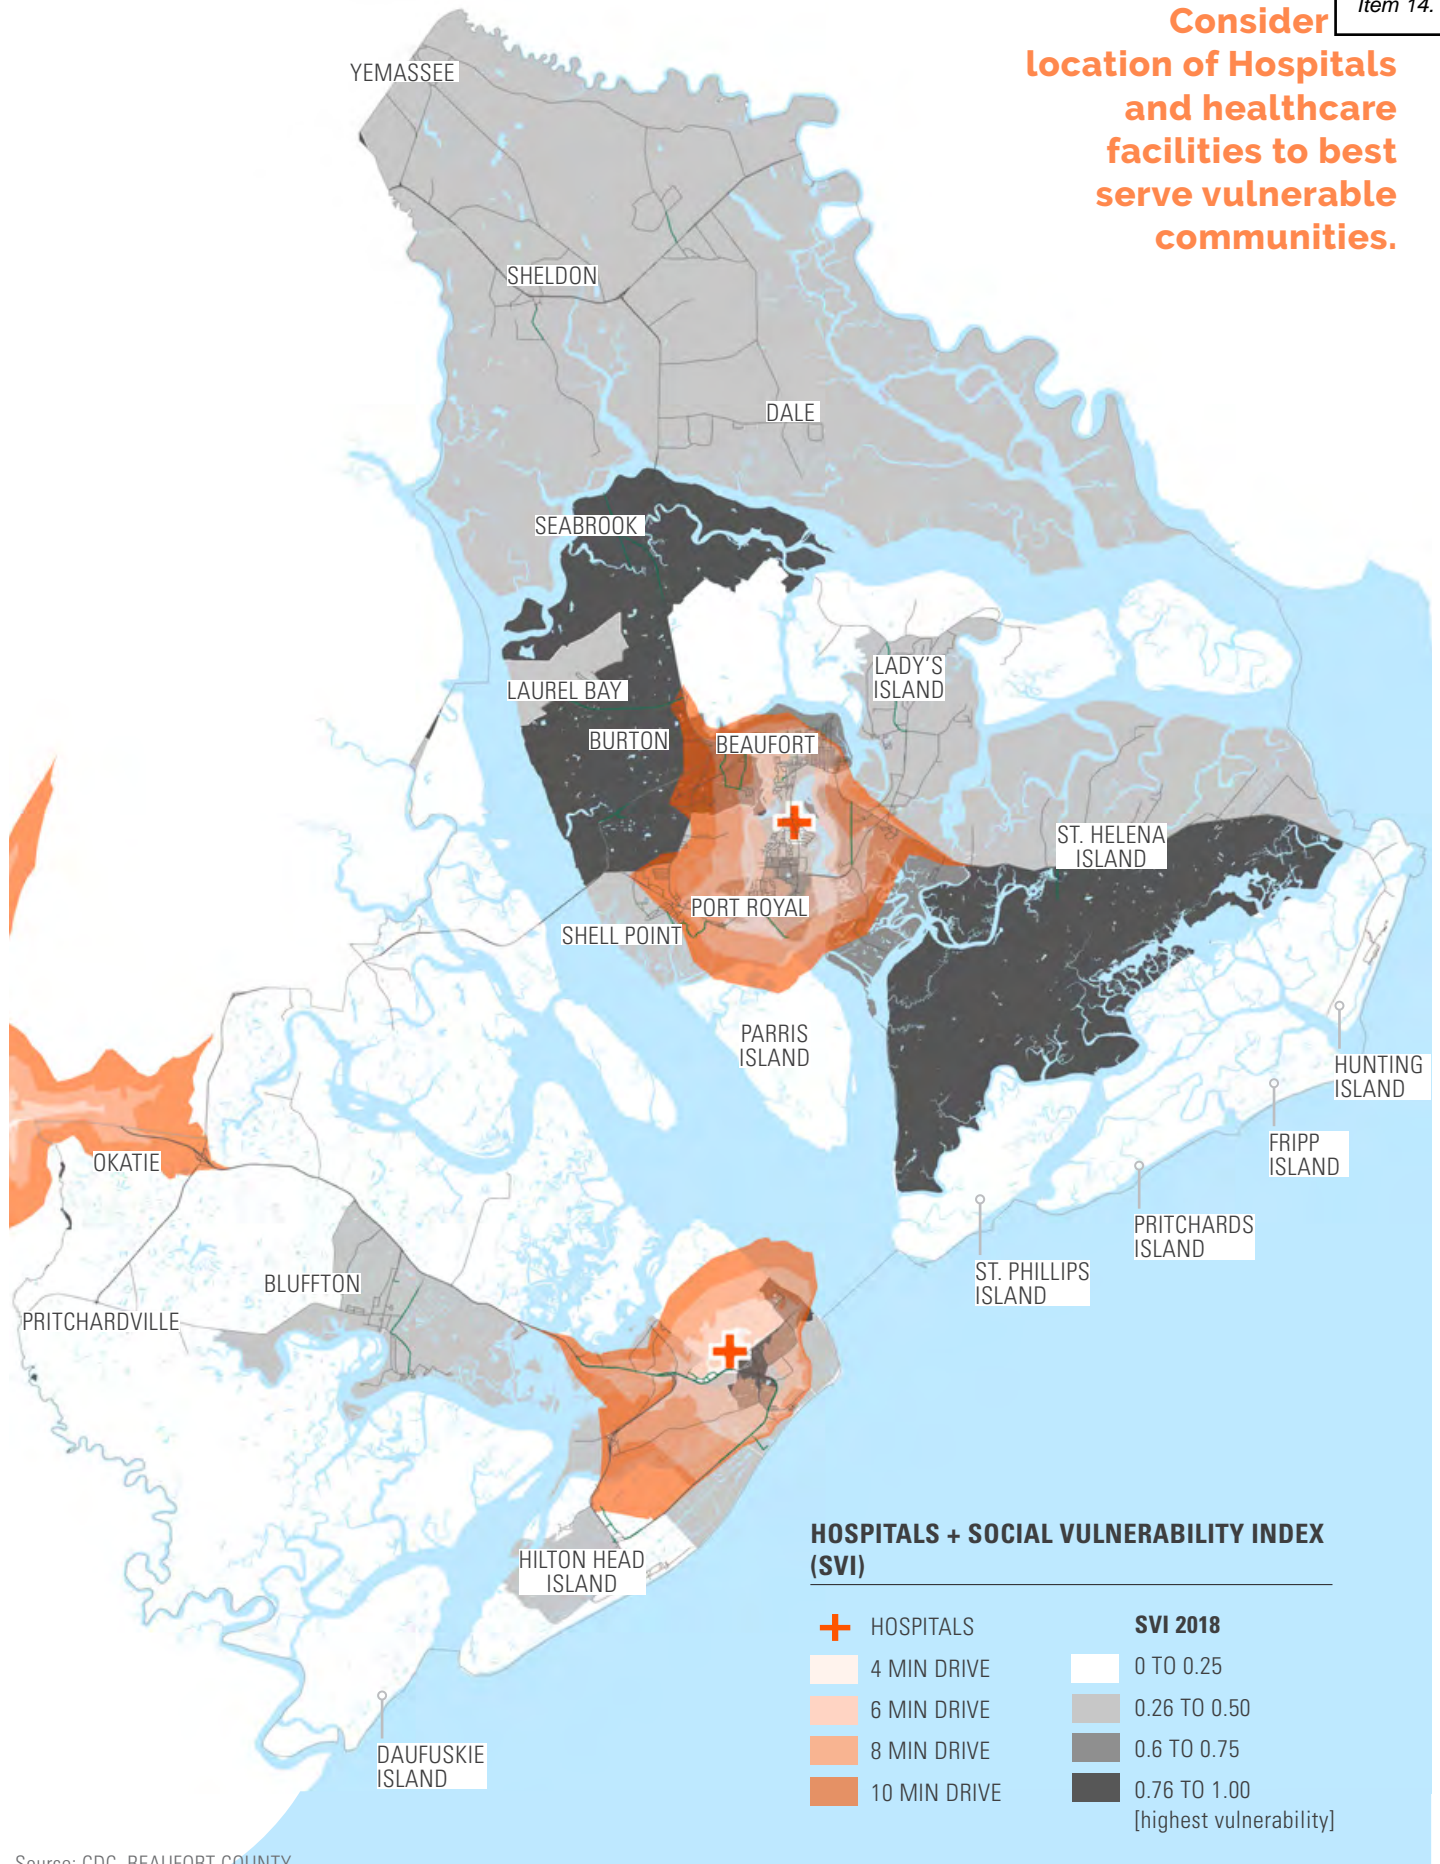 Item 14.
Consider
location of Hospitals
and healthcare
facilities to best
serve vulnerable
communities.
YEMASSEE
SHELDON
DALE
SEABROOK
LADY'S
ISLAND
LAUREL BAY
BURTON
BEAUFORT
ST. HELENA
ISLAND
PORT ROYAL
SHELL POINT
PARRIS
ISLAND
HUNTING
ISLAND
FRIPP
ISLAND
OKATIE
PRITCHARDS
ISLAND
ST. PHILLIPS
ISLAND
BLUFFTON
PRITCHARDVILLE
HILTON HEAD
ISLAND
DAUFUSKIE
ISLAND
HOSPITALS + SOCIAL VULNERABILITY INDEX
(SVI)
HOSPITALS
4 MIN DRIVE
6 MIN DRIVE
8 MIN DRIVE
10 MIN DRIVE
SVI 2018
0 TO 0.25
0.26 TO 0.50
0.6 TO 0.75
0.76 TO 1.00
[highest vulnerability]
Source: CDC, BEAUFORT COUNTY